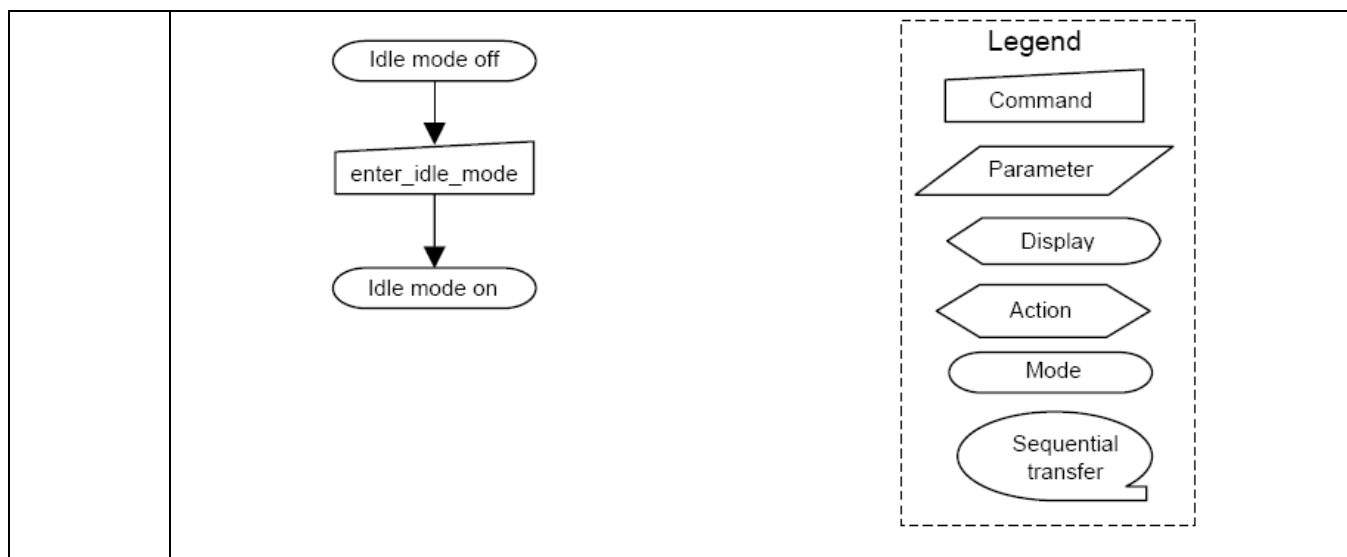 Idle mode off
enter_idle_mode
Idle mode on
Legend
Command
Parameter
Display
Action
Mode
Sequential
transfer